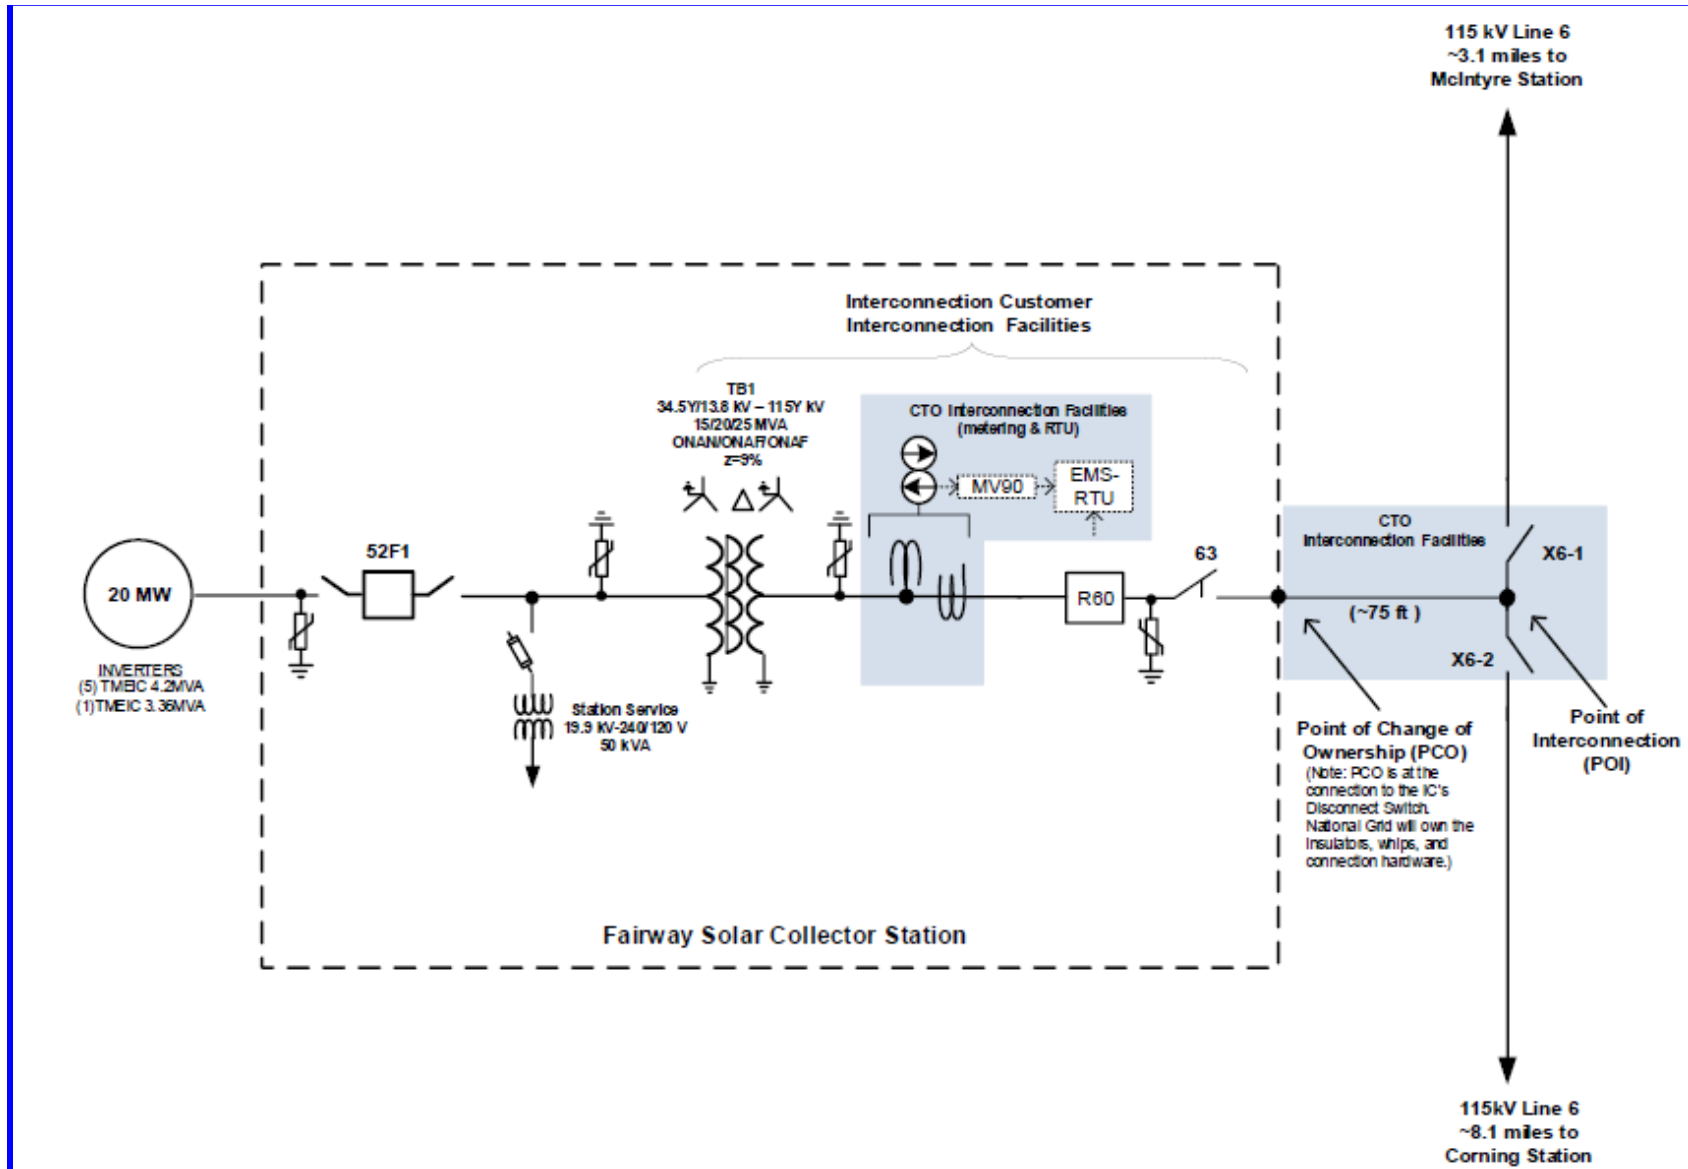 115 kV Line 6
~3.1 miles to
McIntyre Station
Interconnection Customer
Interconnection Facilities
TB1
34.5Y/13.8 kV – 115Y kV
15/20/25 MVA
ONAN/ONAF/ONAF
z=9%
CTO Interconnection Facilities
(metering & RTU)
MV90
EMS-
RTU
52F1
63
R60
20 MW
INVERTERS
(5) TMEIC 4.2MVA
(1)TMEIC 3.36MVA
Station Service
19.9 kV-240/120 V
50 kVA
CTO
Interconnection Facilities
X6-1
(~75 ft )
X6-2
Point of Change of
Ownership (PCO)
(Note: PCO is at the
connection to the IC's
Disconnect Switch.
National Grid will own the
insulators, whips, and
connection hardware.)
Point of
Interconnection
(POI)
Fairway Solar Collector Station
115kV Line 6
~8.1 miles to
Corning Station